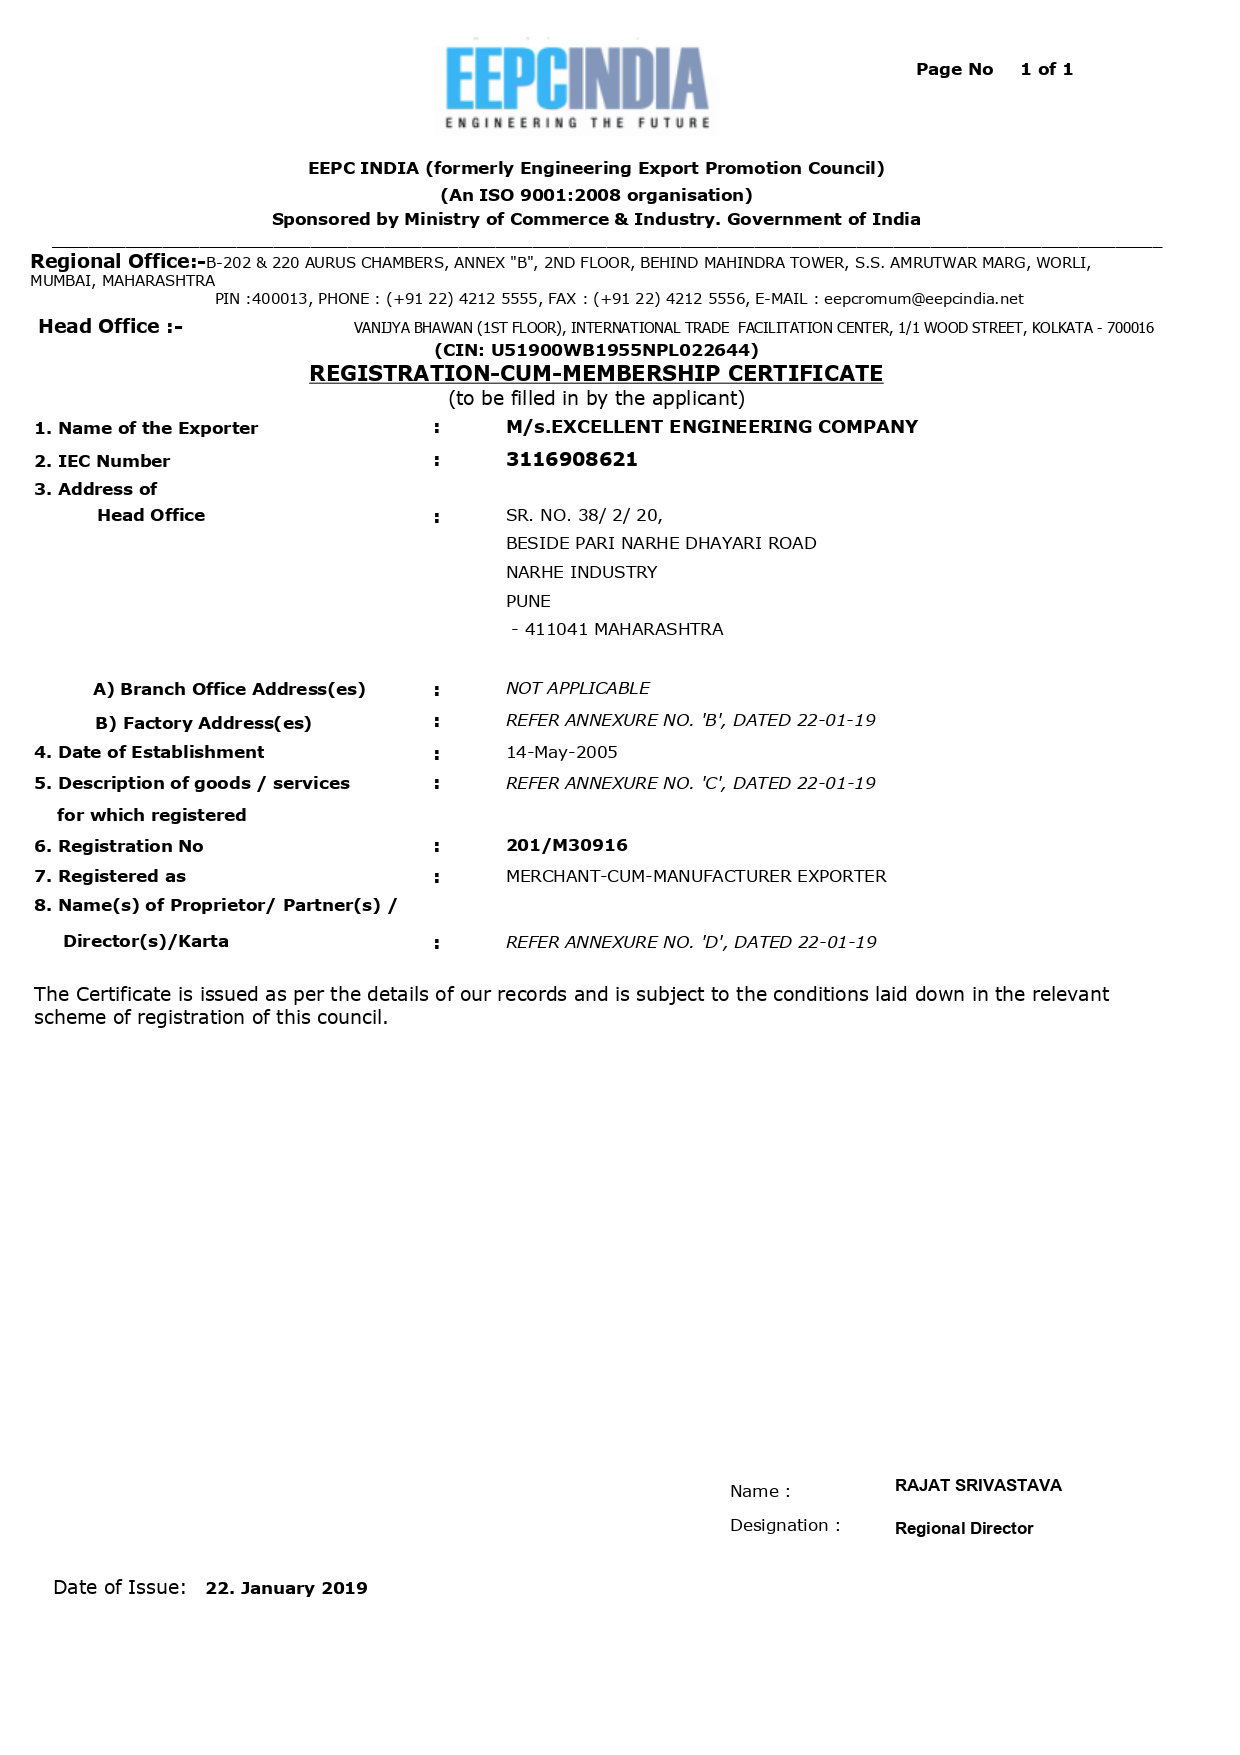 EEPCINDIA
ENGINEERING THE FUTURE
Page No 1 of 1
EEPC INDIA (formerly Engineering Export Promotion Council)
(An ISO 9001:2008 organisation)
Sponsored by Ministry of Commerce & Industry. Government of India
Regional Office:-B-202 & 220 AURUS CHAMBERS, ANNEX "B", 2ND FLOOR, BEHIND MAHINDRA TOWER, S.S. AMRUTWAR MARG, WORLI,
MUMBAI, MAHARASHTRA
PIN :400013, PHONE : (+91 22) 4212 5555, FAX : (+91 22) 4212 5556, E-MAIL : eepcromum@eepcindia.net
Head Office :- VANIJYA BHAWAN (1ST FLOOR), INTERNATIONAL TRADE FACILITATION CENTER, 1/1 WOOD STREET, KOLKATA - 700016
(CIN: U51900WB1955NPL022644)
REGISTRATION-CUM-MEMBERSHIP CERTIFICATE
(to be filled in by the applicant)
1. Name of the Exporter : M/s.EXCELLENT ENGINEERING COMPANY
2. IEC Number : 3116908621
3. Address of
Head Office : SR. NO. 38/ 2/ 20,
BESIDE PARI NARHE DHAYARI ROAD
NARHE INDUSTRY
PUNE
- 411041 MAHARASHTRA
A) Branch Office Address(es) : NOT APPLICABLE
B) Factory Address(es) : REFER ANNEXURE NO. 'B', DATED 22-01-19
4. Date of Establishment : 14-May-2005
5. Description of goods / services : REFER ANNEXURE NO. 'C', DATED 22-01-19
for which registered
6. Registration No : 201/M30916
7. Registered as : MERCHANT-CUM-MANUFACTURER EXPORTER
8. Name(s) of Proprietor/ Partner(s) /
Director(s)/Karta : REFER ANNEXURE NO. 'D', DATED 22-01-19
The Certificate is issued as per the details of our records and is subject to the conditions laid down in the relevant
scheme of registration of this council.
Name : RAJAT SRIVASTAVA
Designation : Regional Director
Date of Issue: 22. January 2019